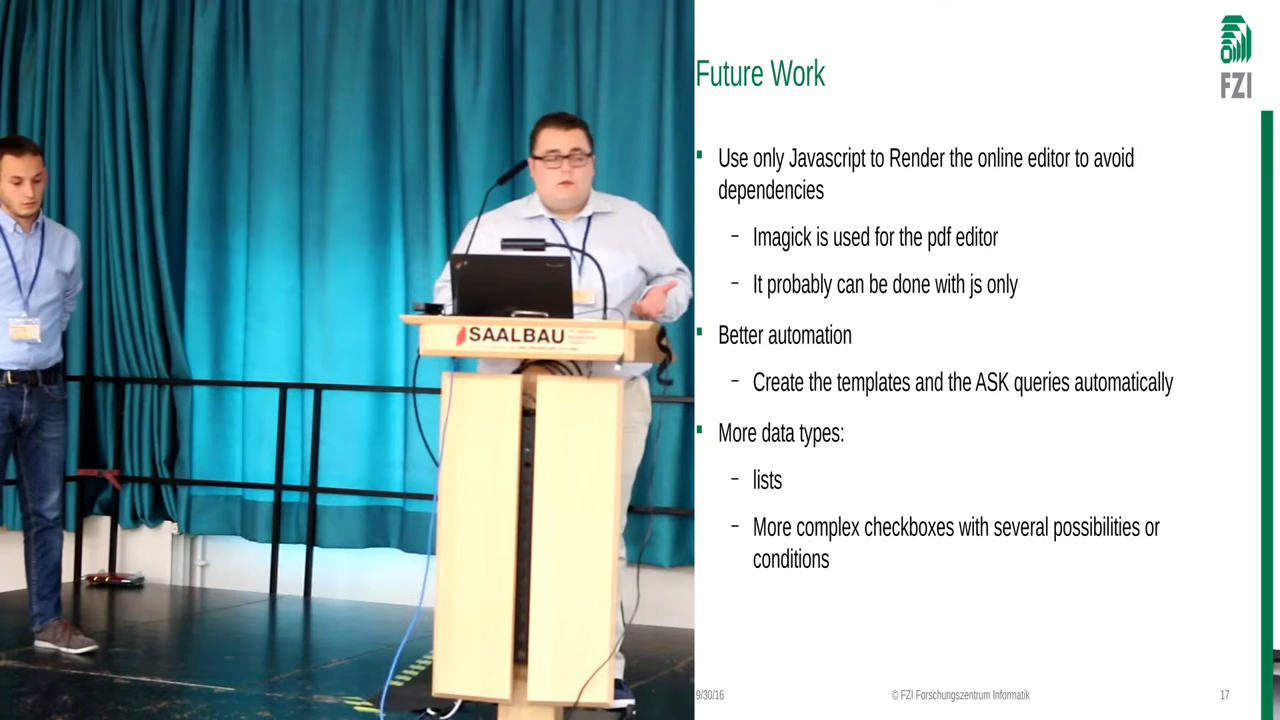 Future Work
FZI
Use only Javascript to Render the online editor to avoid
dependencies
– Imagick is used for the pdf editor
– It probably can be done with js only
Better automation
– Create the templates and the ASK queries automatically
More data types:
– lists
– More complex checkboxes with several possibilities or
conditions
SAALBAU
9/30/16
© FZI Forschungszentrum Informatik
17